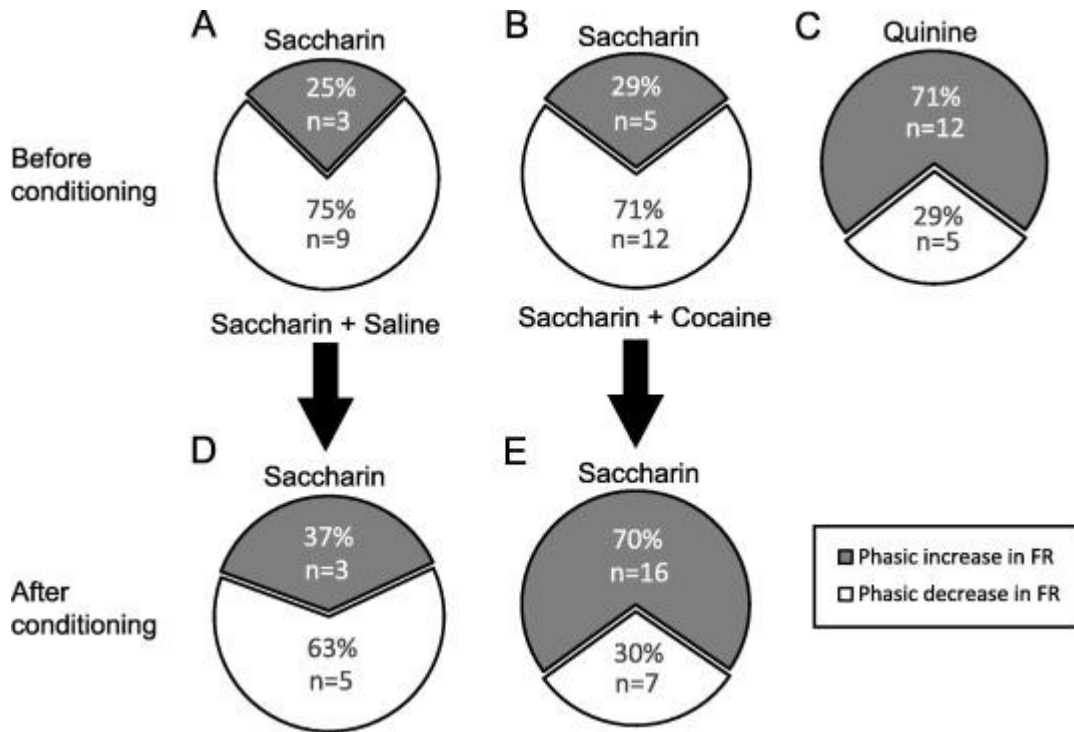 A
Saccharin
25%
n=3
75%
n=9
B
Saccharin
29%
n=5
71%
n=12
C
Quinine
71%
n=12
29%
n=5
Before
conditioning
Saccharin + Saline
Saccharin + Cocaine
D
Saccharin
37%
n=3
63%
n=5
E
Saccharin
70%
n=16
30%
n=7
After
conditioning
Phasic increase in FR
Phasic decrease in FR